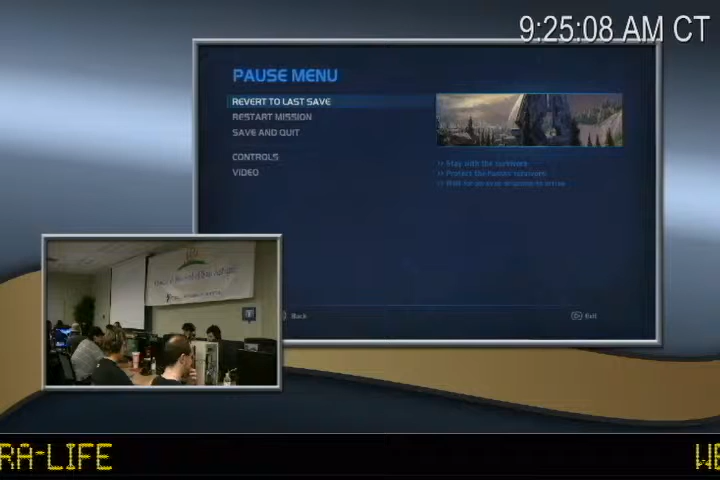 9:25:08 AM CT
PAUSE MENU
REVERT TO LAST SAVE
RESTART MISSION
SAVE AND QUIT
CONTROLS
VIDEO
>> Stay with the survivors
>> Protect the human survivors
Back
Exit
RA-LIFE
WE